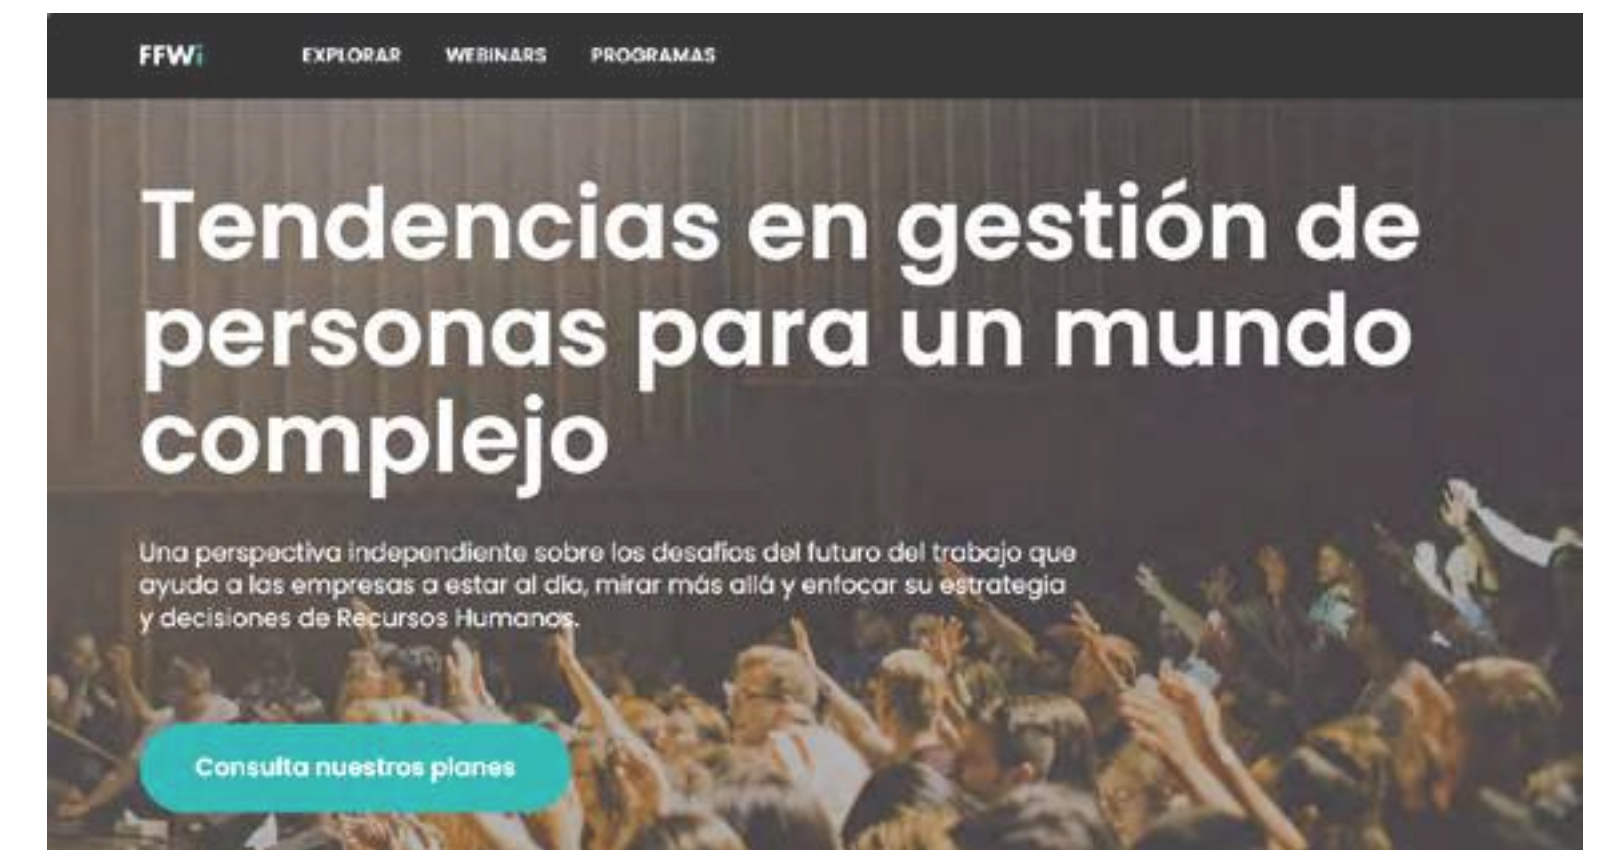 FFWi EXPLORAR WEBINARS PROGRAMAS
Tendencias en gestión de
personas para un mundo
complejo
Una perspectiva independiente sobre los desafíos del futuro del trabajo que
ayuda a las empresas a estar al día, mirar más allá y enfocar su estrategia
y decisiones de Recursos Humanos.
Consulta nuestros planes